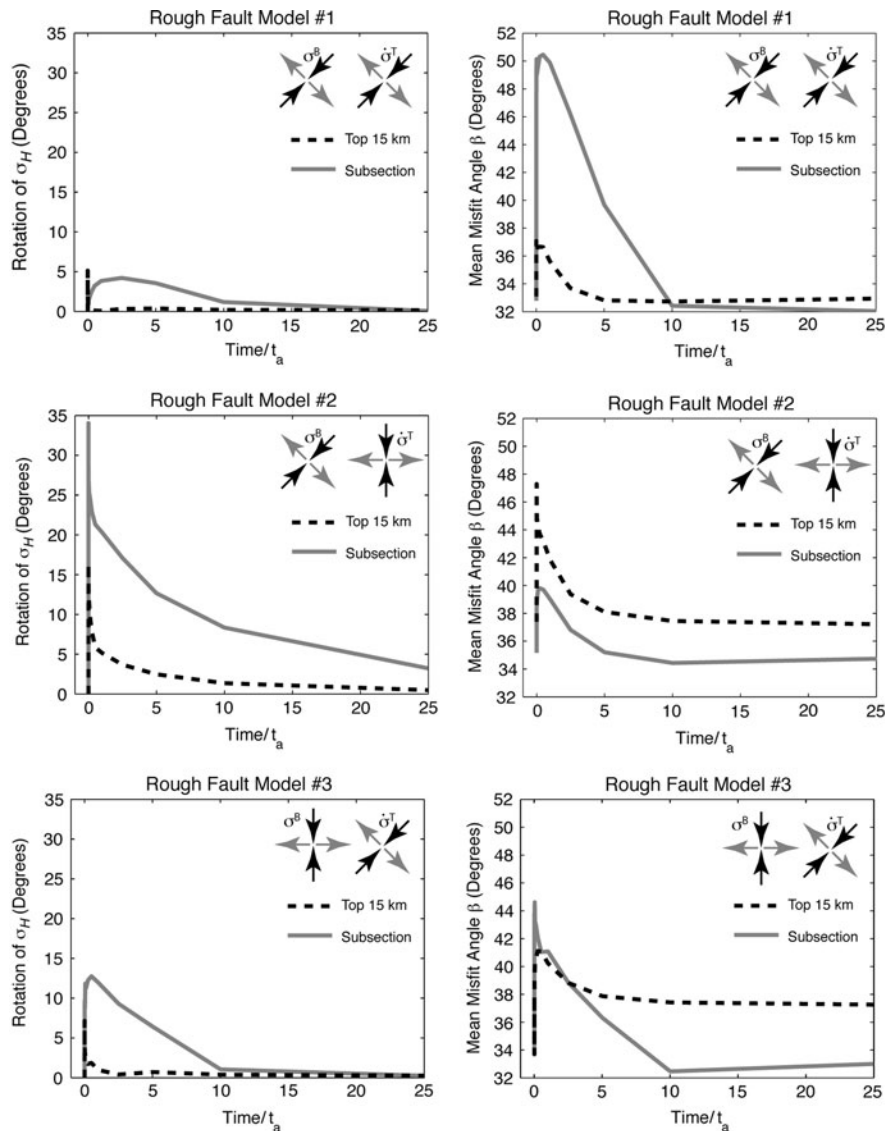 Rough Fault Model #1
Rotation of σH (Degrees)
35
30
25
20
15
10
5
0
σB
σ̇T
Top 15 km
Subsection
0 5 10 15 20 25
Time/ ta
Rough Fault Model #1
Mean Misfit Angle β (Degrees)
52
50
48
46
44
42
40
38
36
34
32
σB
σ̇T
Top 15 km
Subsection
0 5 10 15 20 25
Time/ ta
Rough Fault Model #2
Rotation of σH (Degrees)
35
30
25
20
15
10
5
0
σB
σ̇T
Top 15 km
Subsection
0 5 10 15 20 25
Time/ ta
Rough Fault Model #2
Mean Misfit Angle β (Degrees)
52
50
48
46
44
42
40
38
36
34
32
σB
σ̇T
Top 15 km
Subsection
0 5 10 15 20 25
Time/ ta
Rough Fault Model #3
Rotation of σH (Degrees)
35
30
25
20
15
10
5
0
σB
σ̇T
Top 15 km
Subsection
0 5 10 15 20 25
Time/ ta
Rough Fault Model #3
Mean Misfit Angle β (Degrees)
52
50
48
46
44
42
40
38
36
34
32
σB
σ̇T
Top 15 km
Subsection
0 5 10 15 20 25
Time/ ta